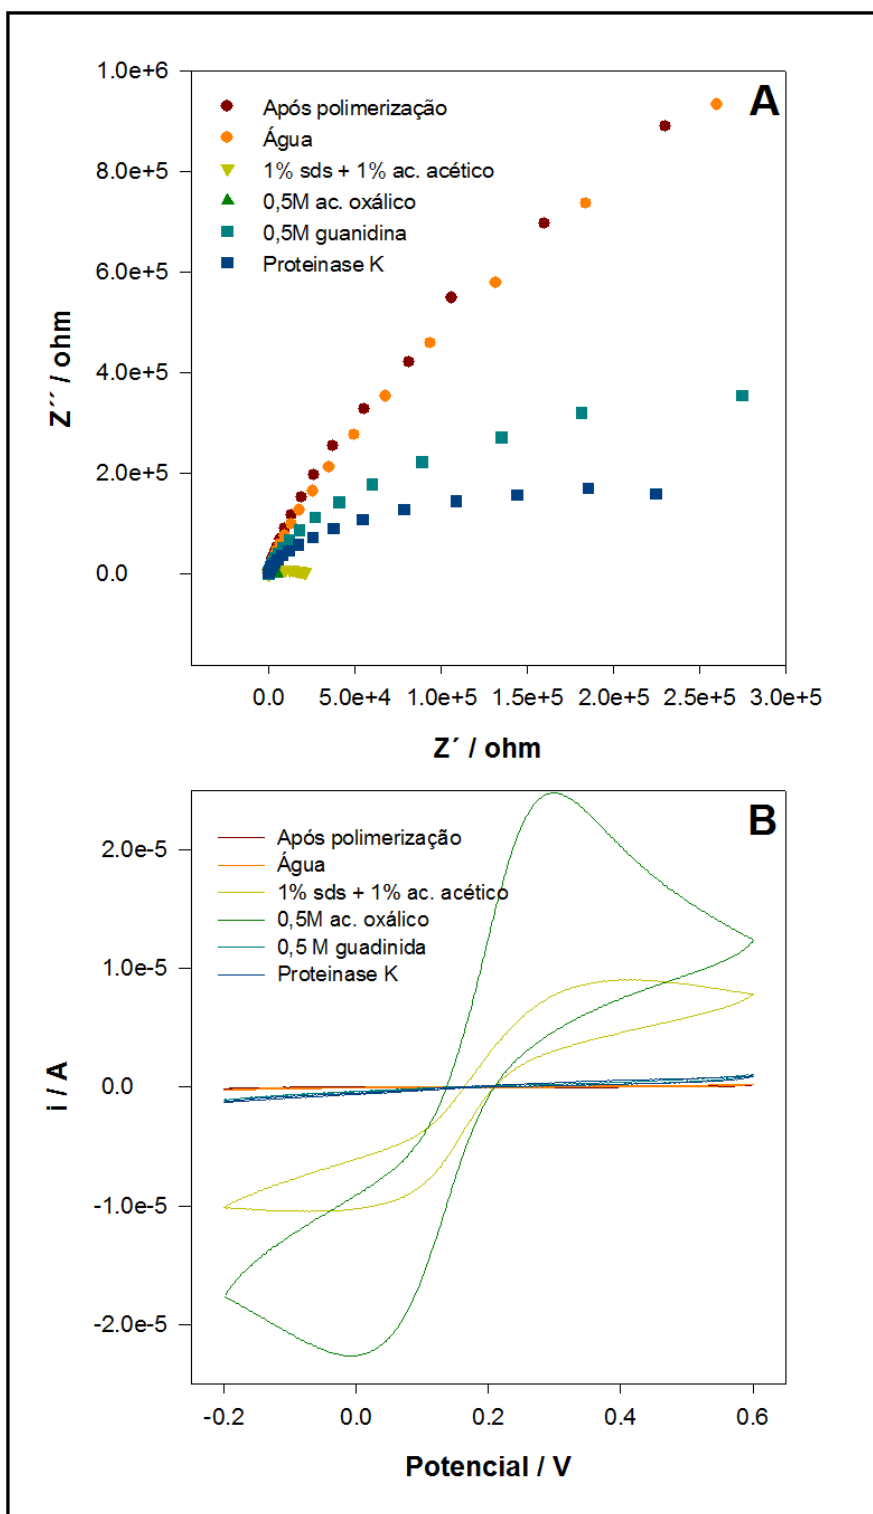 A
1.0e+6
8.0e+5
6.0e+5
4.0e+5
2.0e+5
0.0
Z´´ / ohm
Após polimerização
Água
1% sds + 1% ac. acético
0,5M ac. oxálico
0,5M guanidina
Proteinase K
0.0 5.0e+4 1.0e+5 1.5e+5 2.0e+5 2.5e+5 3.0e+5
Z´ / ohm
B
2.0e-5
1.0e-5
0.0
-1.0e-5
-2.0e-5
i / A
Após polimerização
Água
1% sds + 1% ac. acético
0,5M ac. oxálico
0,5 M guadinida
Proteinase K
-0.2 0.0 0.2 0.4 0.6
Potencial / V